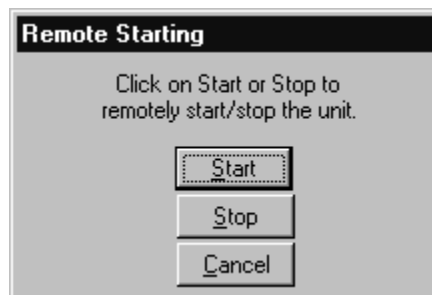 Remote Starting
Click on Start or Stop to
remotely start/stop the unit.
Start
Stop
Cancel